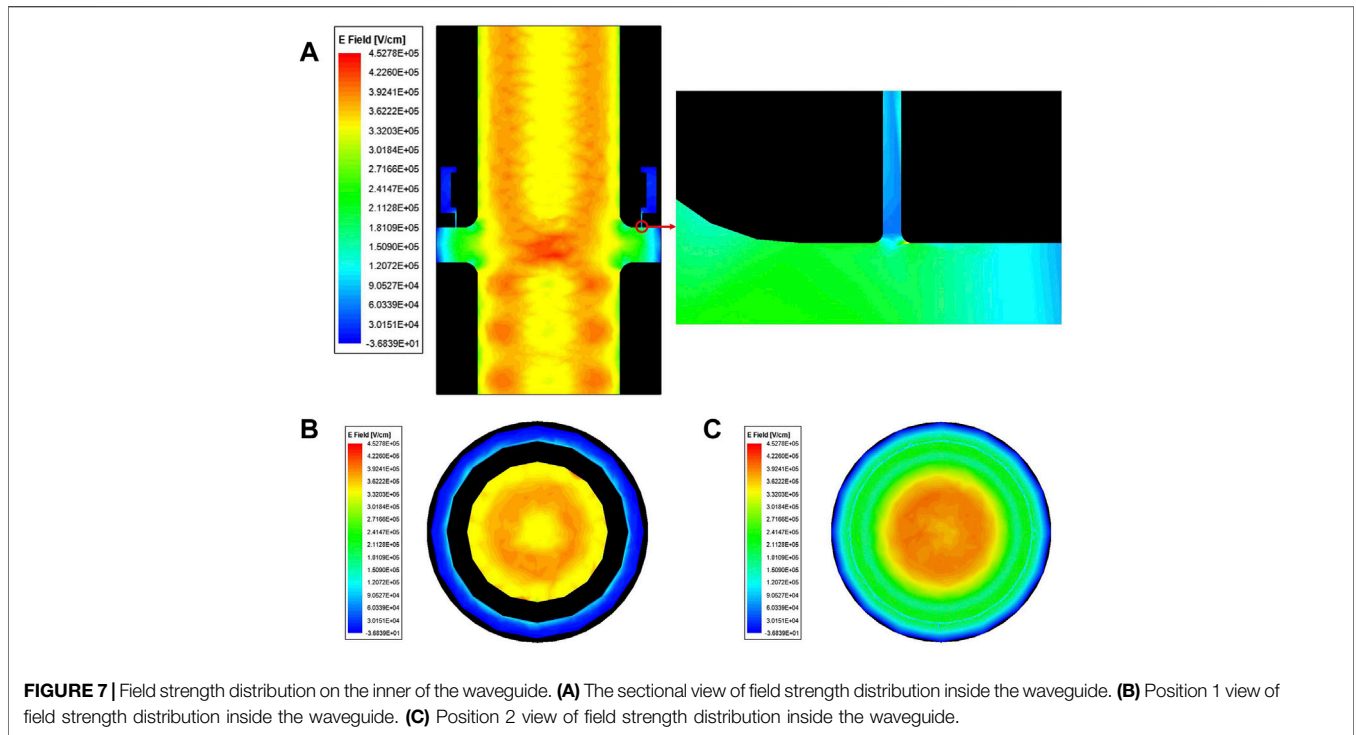 A
E Field [V/cm]
4.5278E+05
4.2260E+05
3.9241E+05
3.6222E+05
3.3203E+05
3.0184E+05
2.7166E+05
2.4147E+05
2.1128E+05
1.8109E+05
1.5090E+05
1.2072E+05
9.0527E+04
6.0339E+04
3.0151E+04
-3.6839E+01
B
E Field [V/cm]
4.5278E+05
4.2260E+05
3.9241E+05
3.6222E+05
3.3203E+05
3.0184E+05
2.7166E+05
2.4147E+05
2.1128E+05
1.8109E+05
1.5090E+05
1.2072E+05
9.0527E+04
6.0339E+04
3.0151E+04
-3.6839E+01
C
E Field [V/cm]
4.5278E+05
4.2260E+05
3.9241E+05
3.6222E+05
3.3203E+05
3.0184E+05
2.7166E+05
2.4147E+05
2.1128E+05
1.8109E+05
1.5090E+05
1.2072E+05
9.0527E+04
6.0339E+04
3.0151E+04
-3.6839E+01
FIGURE 7 | Field strength distribution on the inner of the waveguide. (A) The sectional view of field strength distribution inside the waveguide. (B) Position 1 view of
field strength distribution inside the waveguide. (C) Position 2 view of field strength distribution inside the waveguide.